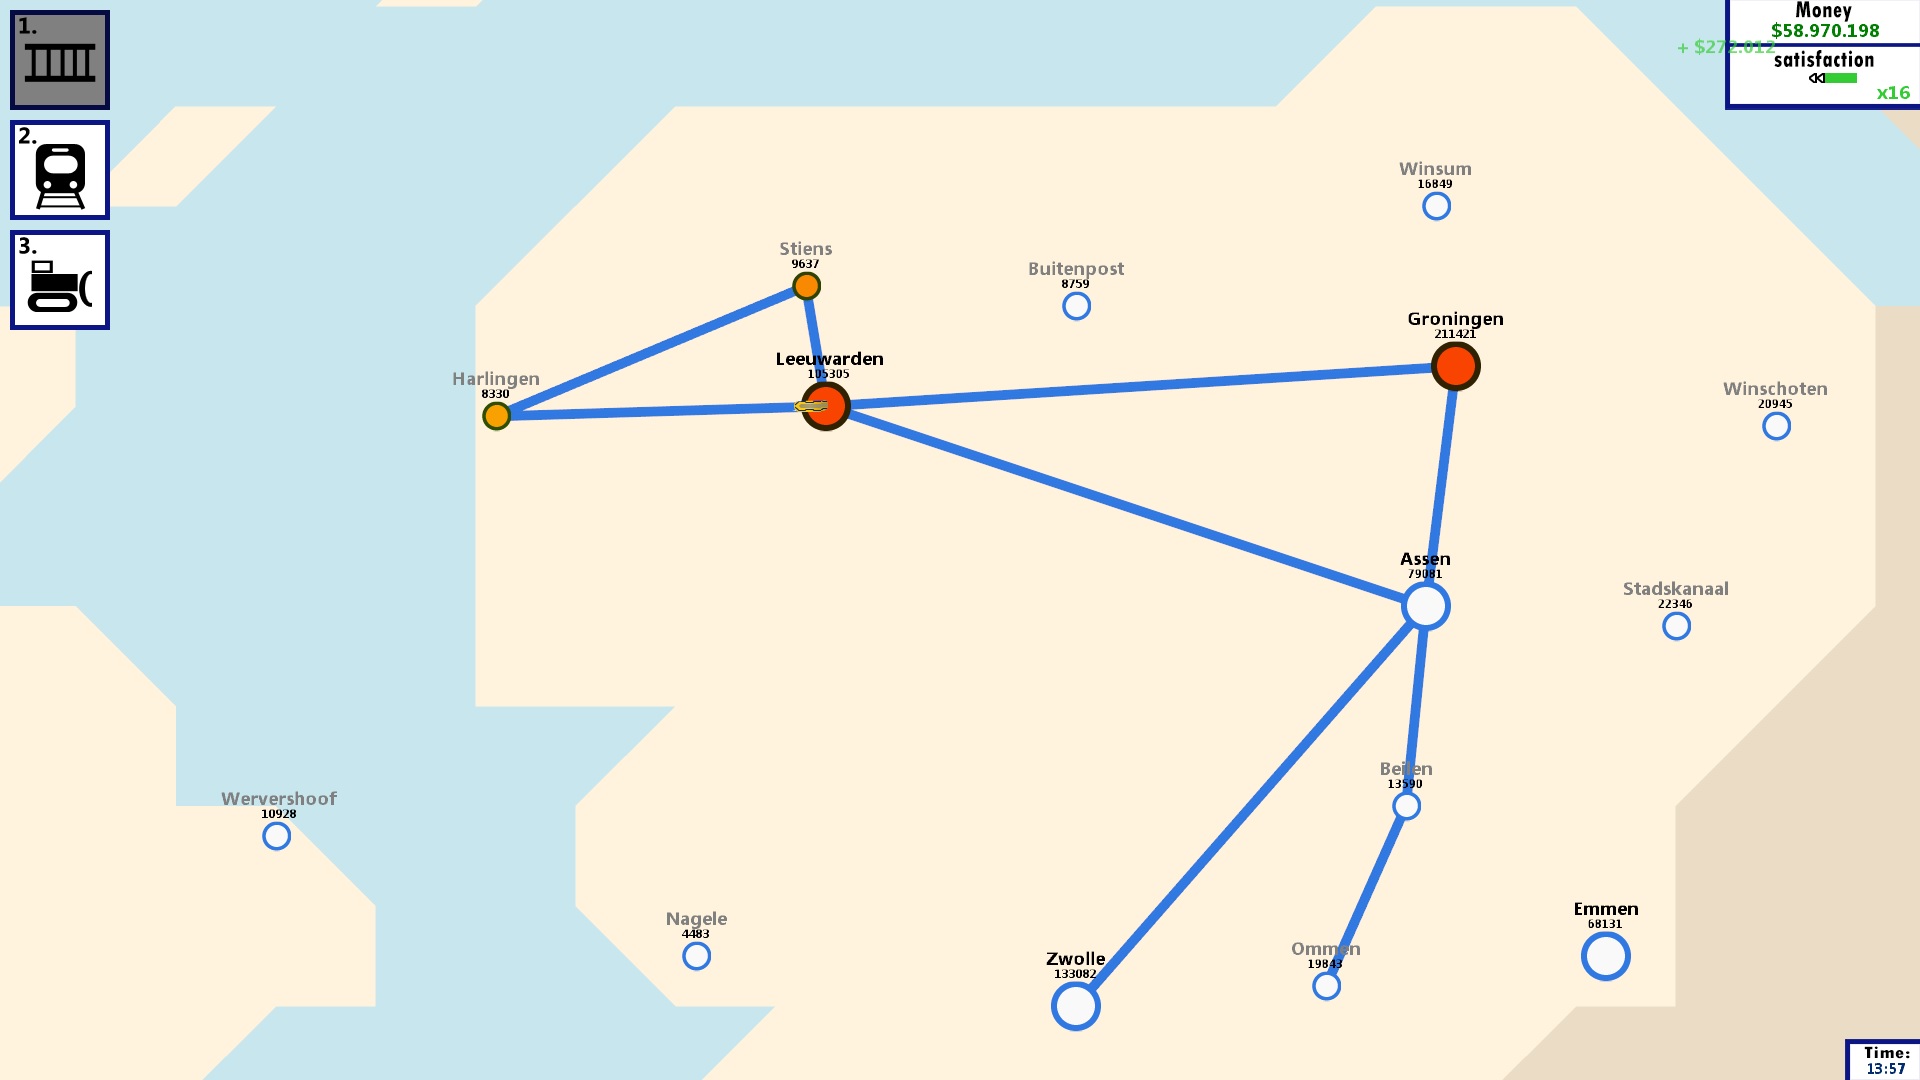 1.
2.
3.
Money
$58.970.198
+ $272.012
satisfaction
x16
Winsum
16849
Stiens
9637
Buitenpost
8759
Groningen
211421
Leeuwarden
105305
Harlingen
8330
Winschoten
20945
Assen
79081
Stadskanaal
22346
Beilen
13590
Wervershoof
10928
Nagele
4483
Emmen
68131
Ommen
19843
Zwolle
133082
Time:
13:57